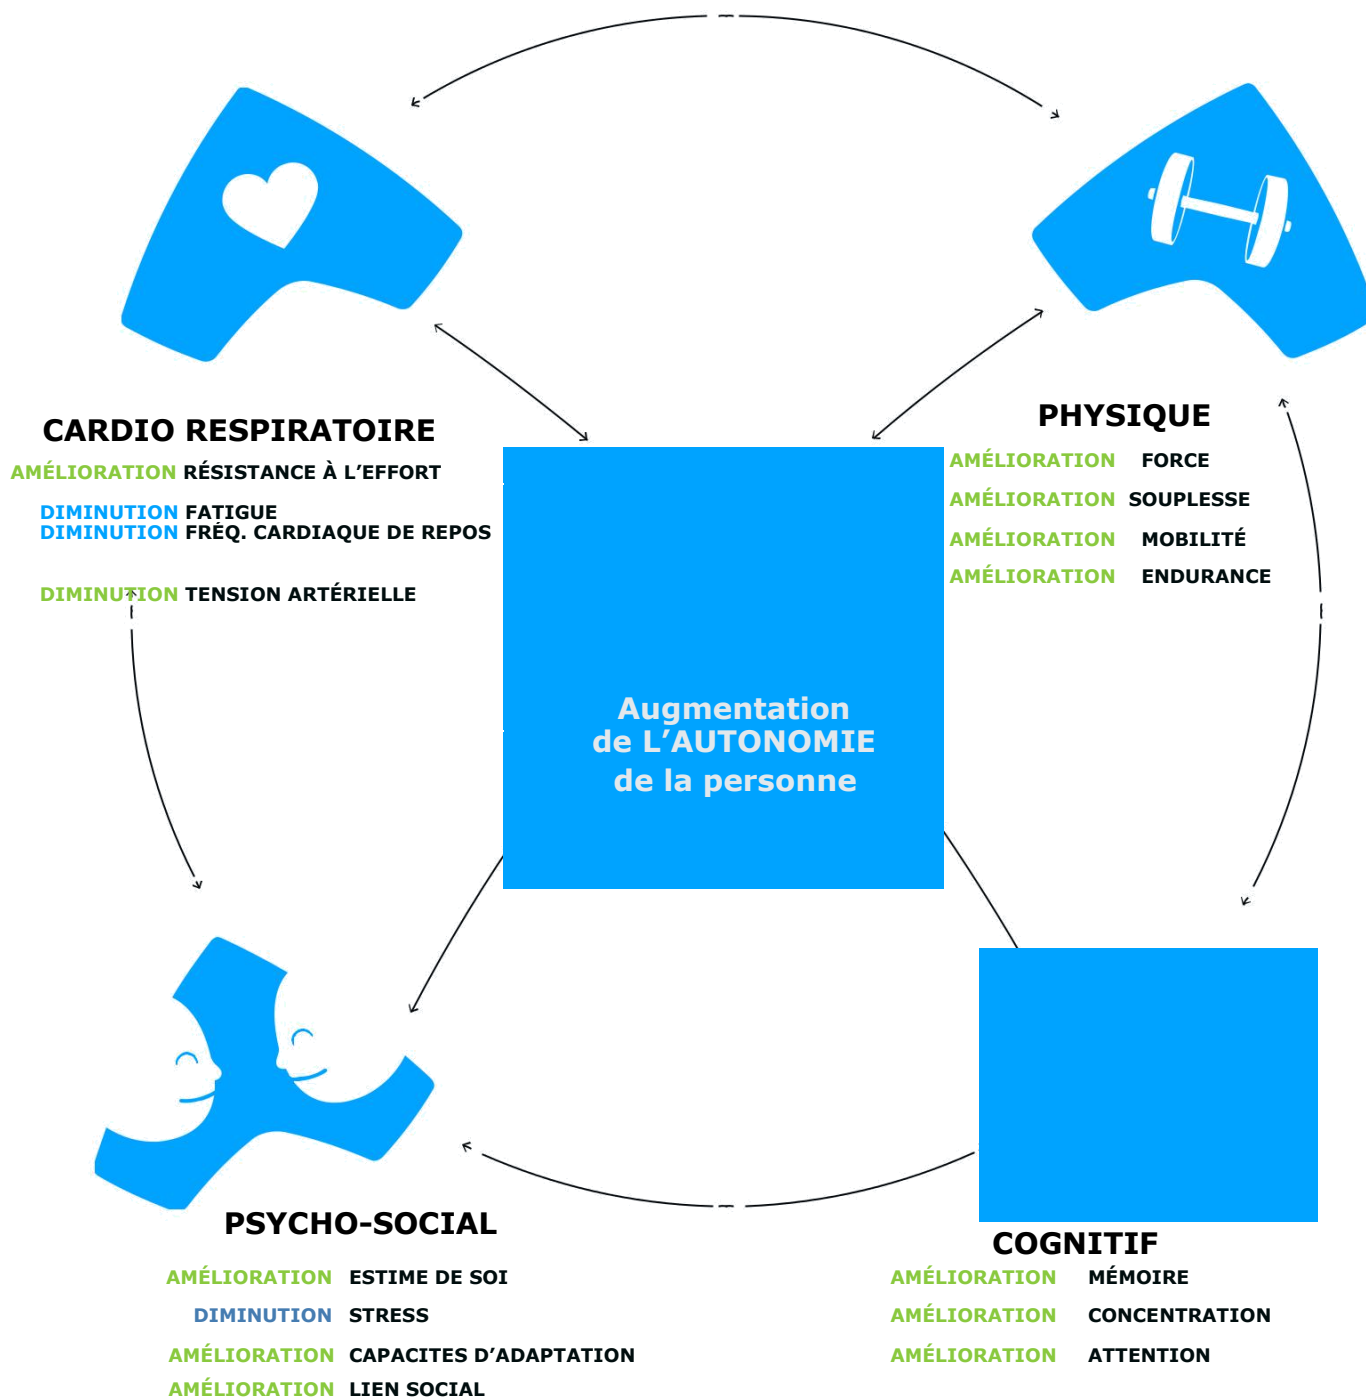 CARDIO RESPIRATOIRE
AMÉLIORATION RÉSISTANCE À L’EFFORT
DIMINUTION FATIGUE
DIMINUTION FRÉQ. CARDIAQUE DE REPOS
DIMINUTION TENSION ARTÉRIELLE
PHYSIQUE
AMÉLIORATION FORCE
AMÉLIORATION SOUPLESSE
AMÉLIORATION MOBILITÉ
AMÉLIORATION ENDURANCE
Augmentation
de L’AUTONOMIE
de la personne
PSYCHO-SOCIAL
AMÉLIORATION ESTIME DE SOI
DIMINUTION STRESS
AMÉLIORATION CAPACITES D’ADAPTATION
AMÉLIORATION LIEN SOCIAL
COGNITIF
AMÉLIORATION MÉMOIRE
AMÉLIORATION CONCENTRATION
AMÉLIORATION ATTENTION